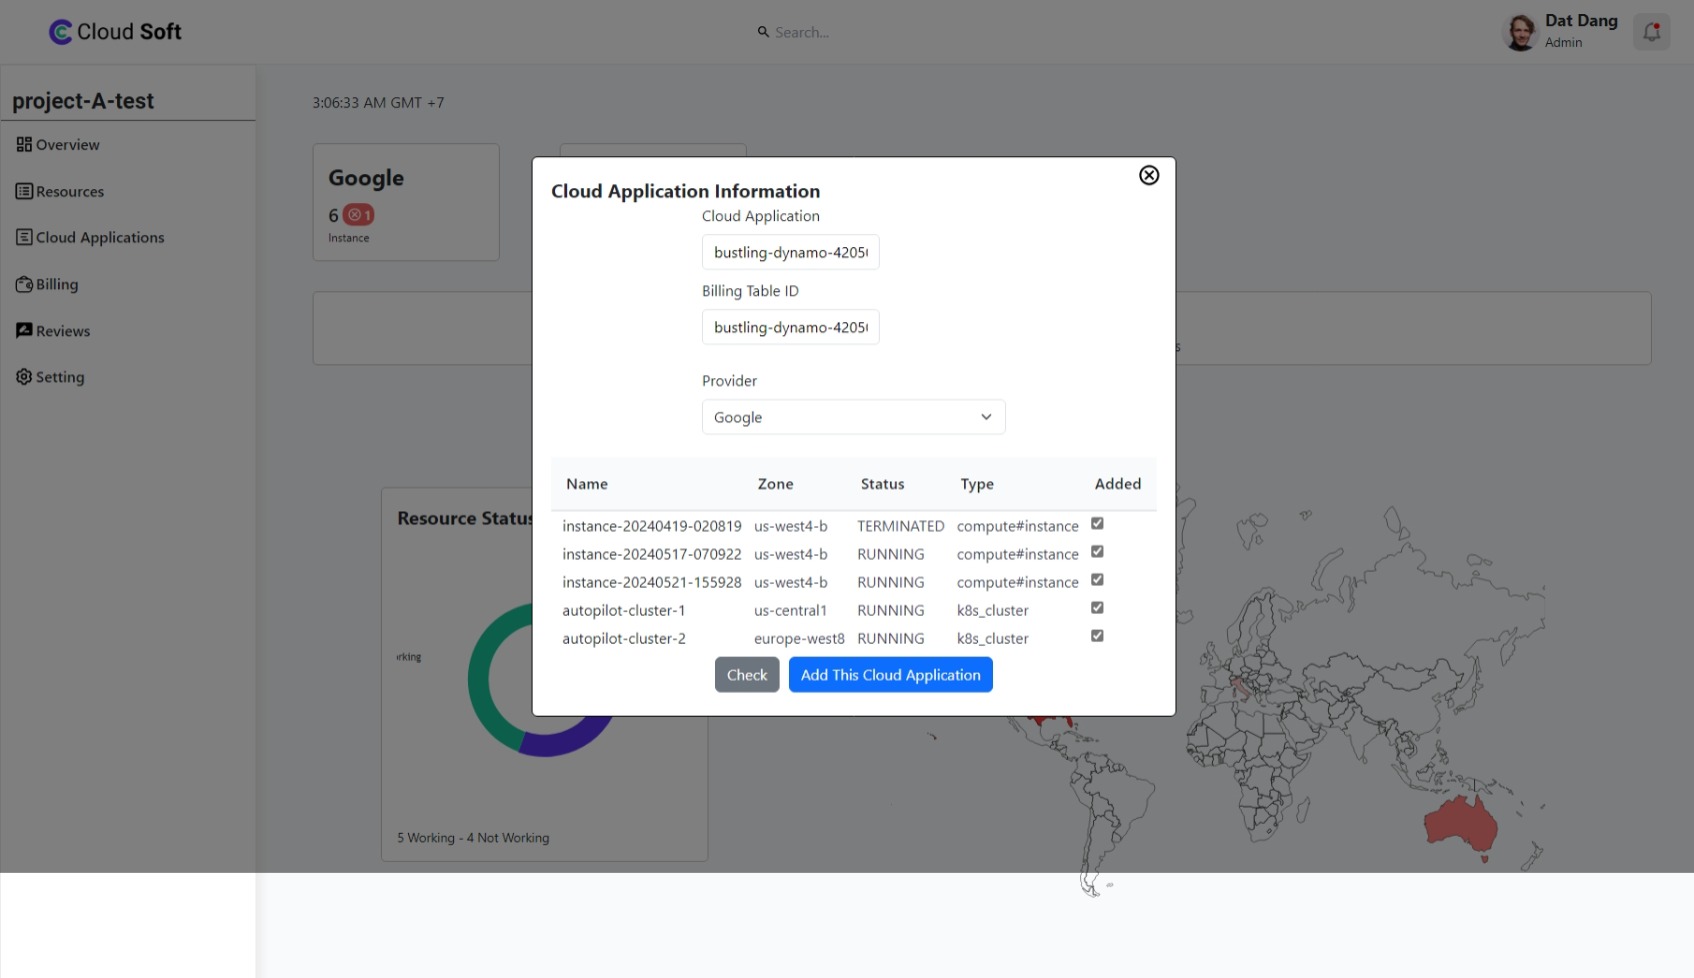 Cloud Soft
Search...
Dat Dang
Admin
project-A-test
Overview
Resources
Cloud Applications
Billing
Reviews
Setting
3:06:33 AM GMT +7
Google
6 1
Instance
Cloud Application Information
Cloud Application
bustling-dynamo-4205
Billing Table ID
bustling-dynamo-4205
Provider
Google
Name Zone Status Type Added
instance-20240419-020819 us-west4-b TERMINATED compute#instance
instance-20240517-070922 us-west4-b RUNNING compute#instance
instance-20240521-155928 us-west4-b RUNNING compute#instance
autopilot-cluster-1 us-central1 RUNNING k8s_cluster
autopilot-cluster-2 europe-west8 RUNNING k8s_cluster
Check Add This Cloud Application
s
Resource Status
rking
5 Working - 4 Not Working